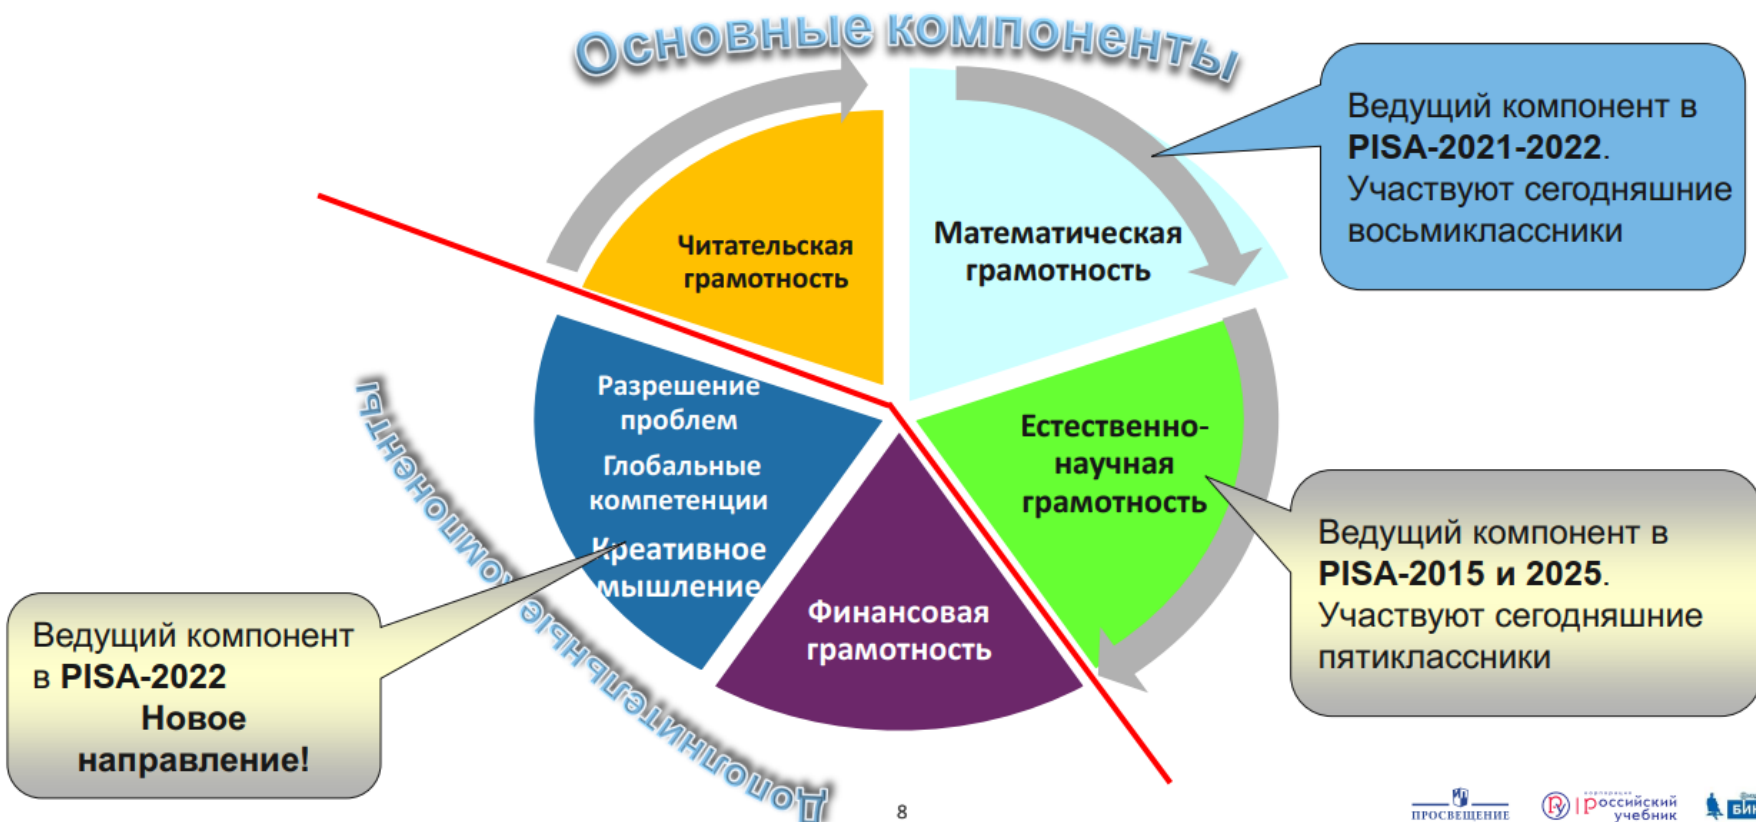 Основные компоненты
Ведущий компонент в
PISA-2021-2022.
Участвуют сегодняшние
восьмиклассники
Читательская
грамотность
Математическая
грамотность
Разрешение
проблем
Глобальные
компетенции
Креативное
мышление
Естественно-
научная
грамотность
Финансовая
грамотность
Ведущий компонент в
PISA-2015 и 2025.
Участвуют сегодняшние
пятиклассники
Ведущий компонент
в PISA-2022
Новое
направление!
Дополнительные компоненты
8
ПРОСВЕЩЕНИЕ
корпорация
российский
учебник